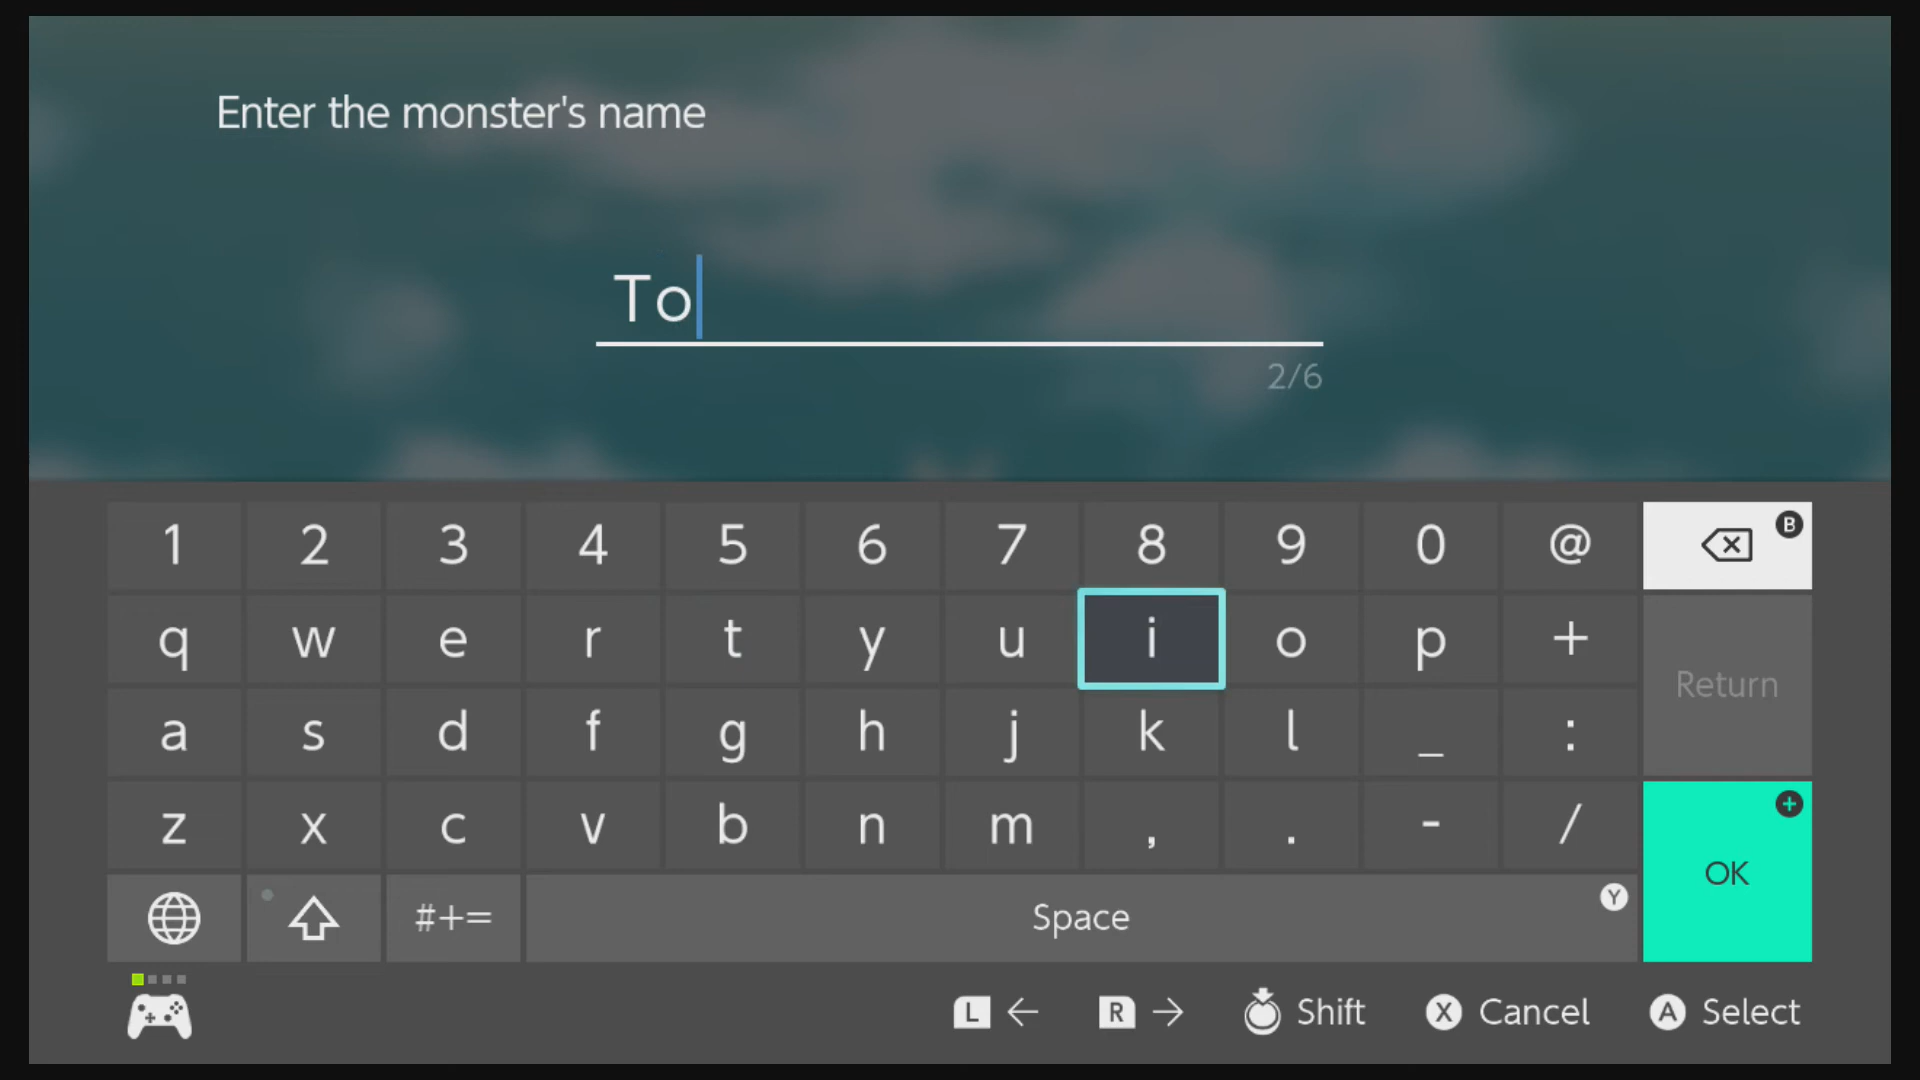 Enter the monster's name
To
2/6
1 2 3 4 5 6 7 8 9 0 @ B
q w e r t y u i o p + Return
a s d f g h j k l _ :
z x c v b n m , . - / + OK
#+= Space Y
L ← R → Shift X Cancel A Select